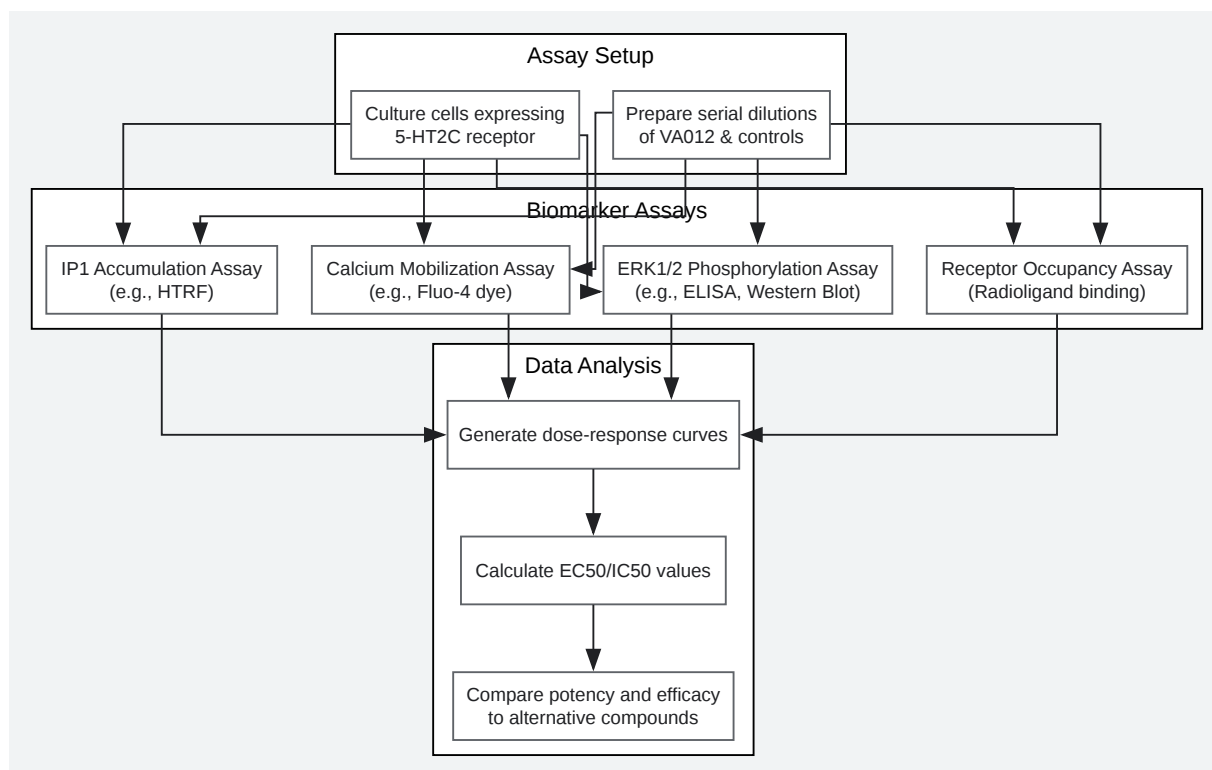 Assay Setup
Culture cells expressing
5-HT2C receptor
Prepare serial dilutions
of VA012 & controls
Biomarker Assays
IP1 Accumulation Assay
(e.g., HTRF)
Calcium Mobilization Assay
(e.g., Fluo-4 dye)
ERK1/2 Phosphorylation Assay
(e.g., ELISA, Western Blot)
Receptor Occupancy Assay
(Radioligand binding)
Data Analysis
Generate dose-response curves
Calculate EC50/IC50 values
Compare potency and efficacy
to alternative compounds